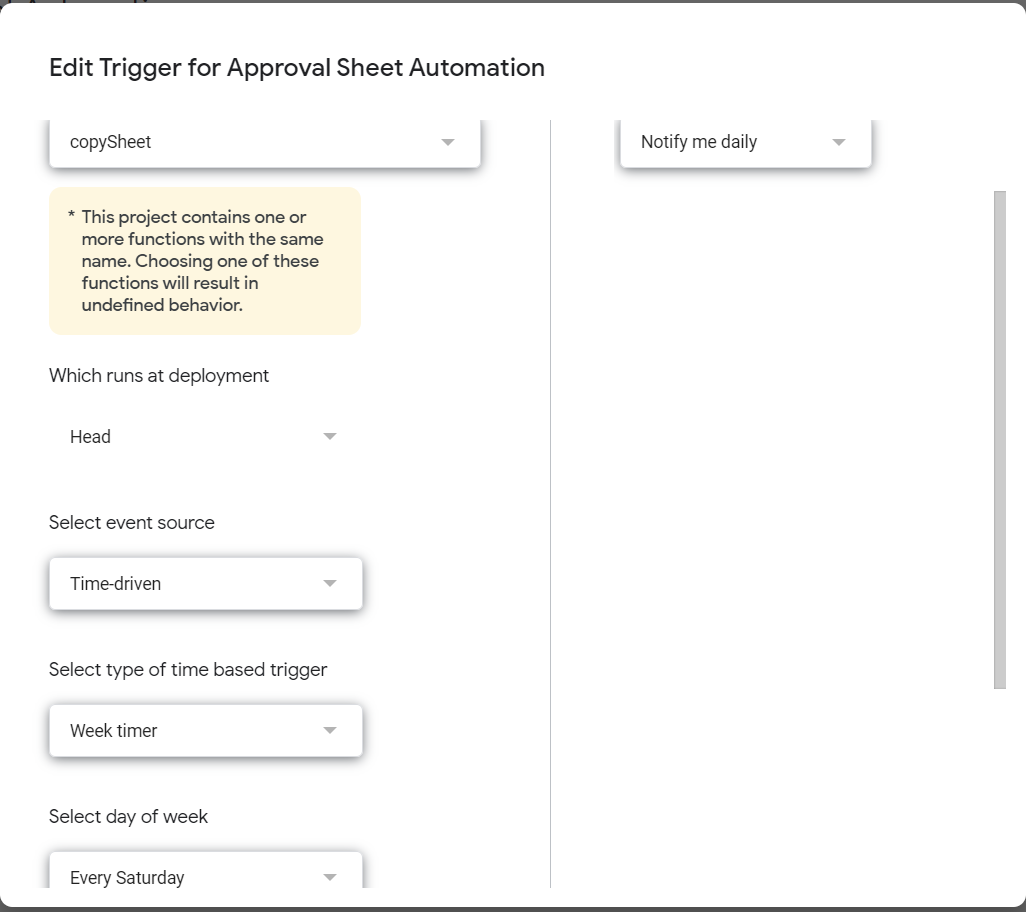 Edit Trigger for Approval Sheet Automation
copySheet
Notify me daily
* This project contains one or
more functions with the same
name. Choosing one of these
functions will result in
undefined behavior.
Which runs at deployment
Head
Select event source
Time-driven
Select type of time based trigger
Week timer
Select day of week
Every Saturday